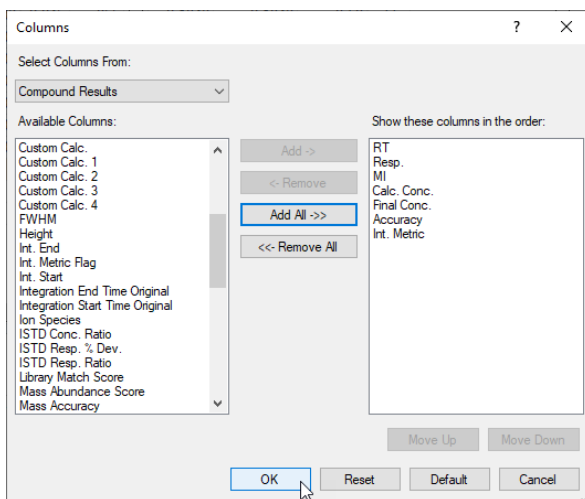 Columns
Select Columns From:
Compound Results
Available Columns:
Custom Calc.
Custom Calc. 1
Custom Calc. 2
Custom Calc. 3
Custom Calc. 4
FWHM
Height
Int. End
Int. Metric Flag
Int. Start
Integration End Time Original
Integration Start Time Original
Ion Species
ISTD Conc. Ratio
ISTD Resp. % Dev.
ISTD Resp. Ratio
Library Match Score
Mass Abundance Score
Mass Accuracy
Add ->
<- Remove
Add All ->>
<<- Remove All
Show these columns in the order:
RT
Resp.
MI
Calc. Conc.
Final Conc.
Accuracy
Int. Metric
Move Up
Move Down
OK
Reset
Default
Cancel